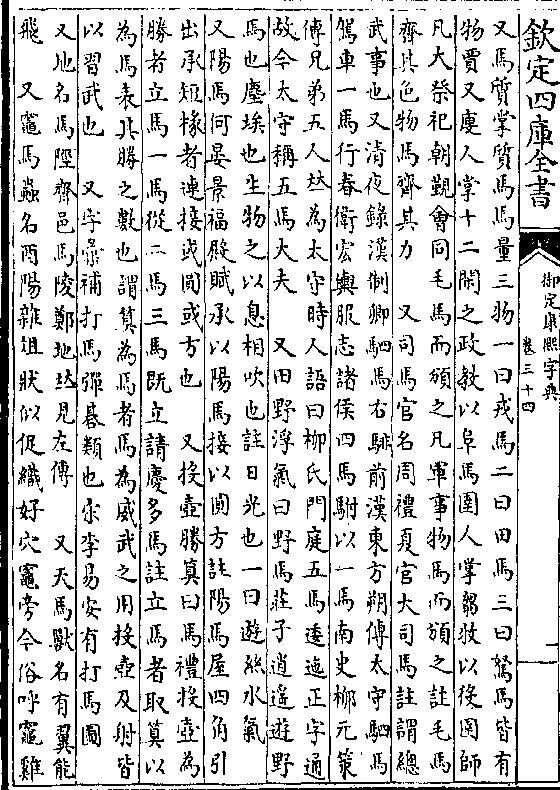 欽定四庫全書
御定康熙字典
卷三十四
又馬質掌質馬馬量三物一曰戎馬二曰田馬三曰駑馬皆有
物賈又廋人掌十二閑之政敎以阜馬圉人掌芻牧以役圉師
凡大祭祀朝覲會同毛馬而頒之凡軍事物馬而頒之註毛馬
齊其色物馬齊其力　又司馬官名周禮夏官大司馬註謂總
武事也又清夜錄漢制卿駟馬右騑前漢東方朔傳太守駟馬
駕車一馬行春衛宏輿服志諸侯四馬駙以一馬南史柳元策
傳兄弟五人𠀤為太守時人語曰柳氏門庭五馬逶迤正字通
故今太守稱五馬大夫　又田野浮氣曰野馬莊子逍遙遊野
馬也塵埃也生物之以息相吹也註日光也一曰遊絲水氣
又陽馬何晏景福殿賦承以陽馬接以圓方註陽馬屋四角引
出承短椽者連接或圓或方也　又投壺勝算曰馬禮投壺為
勝者立馬一馬從二馬三馬旣立請慶多馬註立馬者取算以
為馬表其勝之數也謂算為馬者馬為威武之用投壺及射皆
以習武也　又字彙補打馬彈碁類也宋李易安有打馬圖
又地名馬陘齊邑馬陵鄭地𠀤見左傳　又天馬獸名有翼能
飛　又竈馬蟲名酉陽雜俎狀似促織好穴竈旁今俗呼竈雞